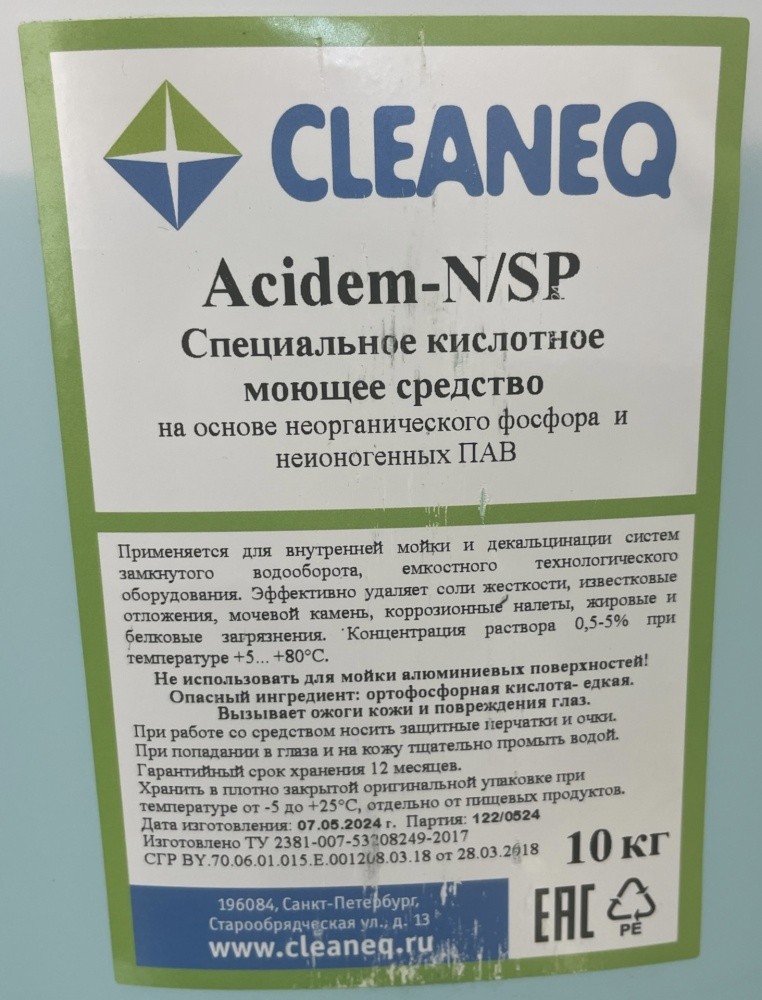 CLEANEQ
Acidem-N/SP
Специальное кислотное
моющее средство
на основе неорганического фосфора и
неионогенных ПАВ
Применяется для внутренней мойки и декальцинации систем
замкнутого водооборота, емкостного технологического
оборудования. Эффективно удаляет соли жесткости, известковые
отложения, мочевой камень, коррозионные налеты, жировые и
белковые загрязнения. Концентрация раствора 0,5-5% при
температуре +5... +80°С.
Не использовать для мойки алюминиевых поверхностей!
Опасный ингредиент: ортофосфорная кислота- едкая.
Вызывает ожоги кожи и повреждения глаз.
При работе со средством носить защитные перчатки и очки.
При попадании в глаза и на кожу тщательно промыть водой.
Гарантийный срок хранения 12 месяцев.
Хранить в плотно закрытой оригинальной упаковке при
температуре от -5 до +25°С, отдельно от пищевых продуктов.
Дата изготовления: 07.05.2024 г. Партия: 122/0524
Изготовлено ТУ 2381-007-53208249-2017
СГР BY.70.06.01.015.Е.001208.03.18 от 28.03.2018
10 кг
196084, Санкт-Петербург,
Старообрядческая ул., д. 13
www.cleaneq.ru
EAC
PE